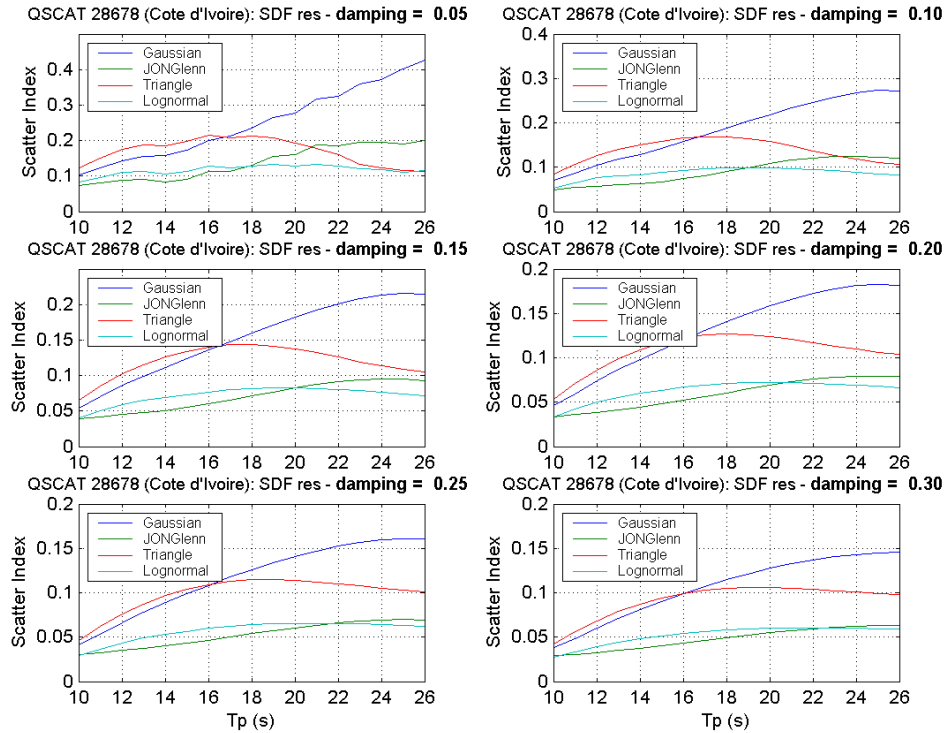 QSCAT 28678 (Cote d'Ivoire): SDF res - damping = 0.05
Scatter Index
0.4
0.3
0.2
0.1
0
Gaussian
JONGlenn
Triangle
Lognormal
10 12 14 16 18 20 22 24 26
QSCAT 28678 (Cote d'Ivoire): SDF res - damping = 0.10
Scatter Index
0.4
0.3
0.2
0.1
0
Gaussian
JONGlenn
Triangle
Lognormal
10 12 14 16 18 20 22 24 26
QSCAT 28678 (Cote d'Ivoire): SDF res - damping = 0.15
Scatter Index
0.2
0.15
0.1
0.05
0
Gaussian
JONGlenn
Triangle
Lognormal
10 12 14 16 18 20 22 24 26
QSCAT 28678 (Cote d'Ivoire): SDF res - damping = 0.20
Scatter Index
0.2
0.15
0.1
0.05
0
Gaussian
JONGlenn
Triangle
Lognormal
10 12 14 16 18 20 22 24 26
QSCAT 28678 (Cote d'Ivoire): SDF res - damping = 0.25
Scatter Index
0.2
0.15
0.1
0.05
0
Gaussian
JONGlenn
Triangle
Lognormal
10 12 14 16 18 20 22 24 26
Tp (s)
QSCAT 28678 (Cote d'Ivoire): SDF res - damping = 0.30
Scatter Index
0.2
0.15
0.1
0.05
0
Gaussian
JONGlenn
Triangle
Lognormal
10 12 14 16 18 20 22 24 26
Tp (s)